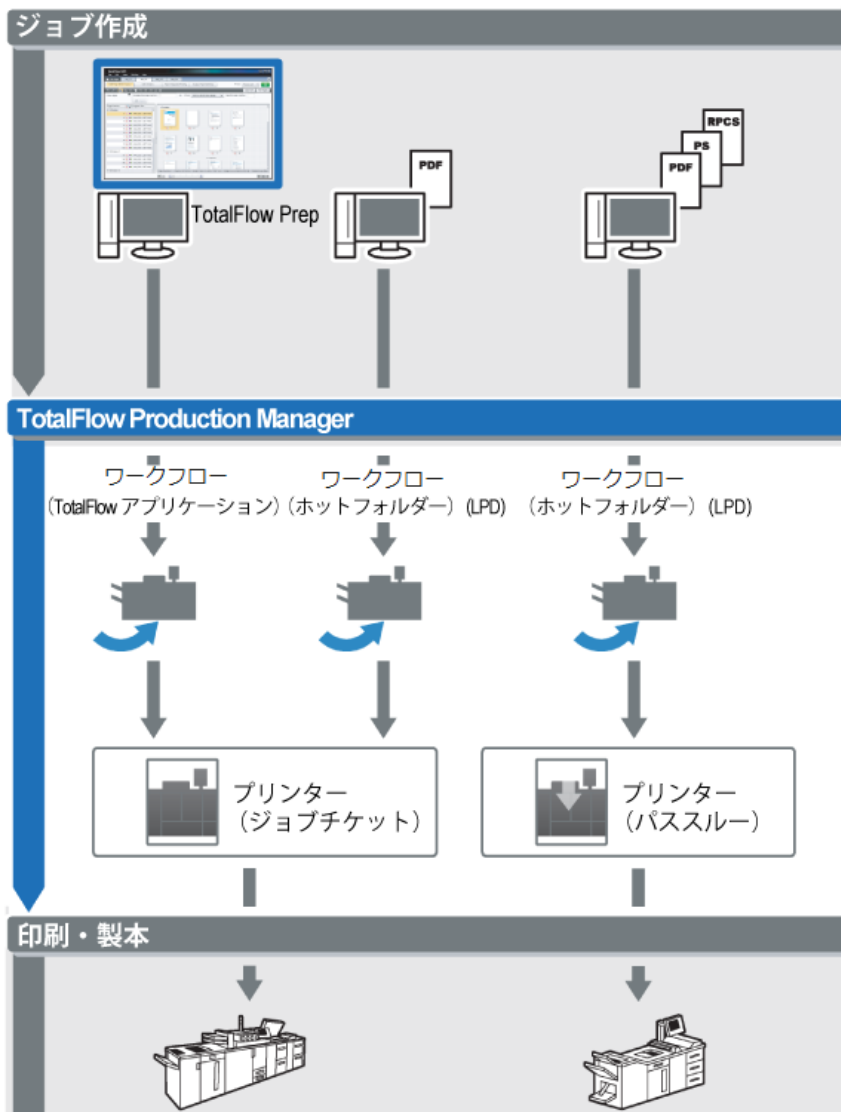 ジョブ作成
RPCS
PS
PDF
PDF
TotalFlow Prep
TotalFlow Production Manager
ワークフロー
(TotalFlow アプリケーション)
ワークフロー
(ホットフォルダー) (LPD)
ワークフロー
(ホットフォルダー) (LPD)
プリンター
(ジョブチケット)
プリンター
(パススルー)
印刷・製本